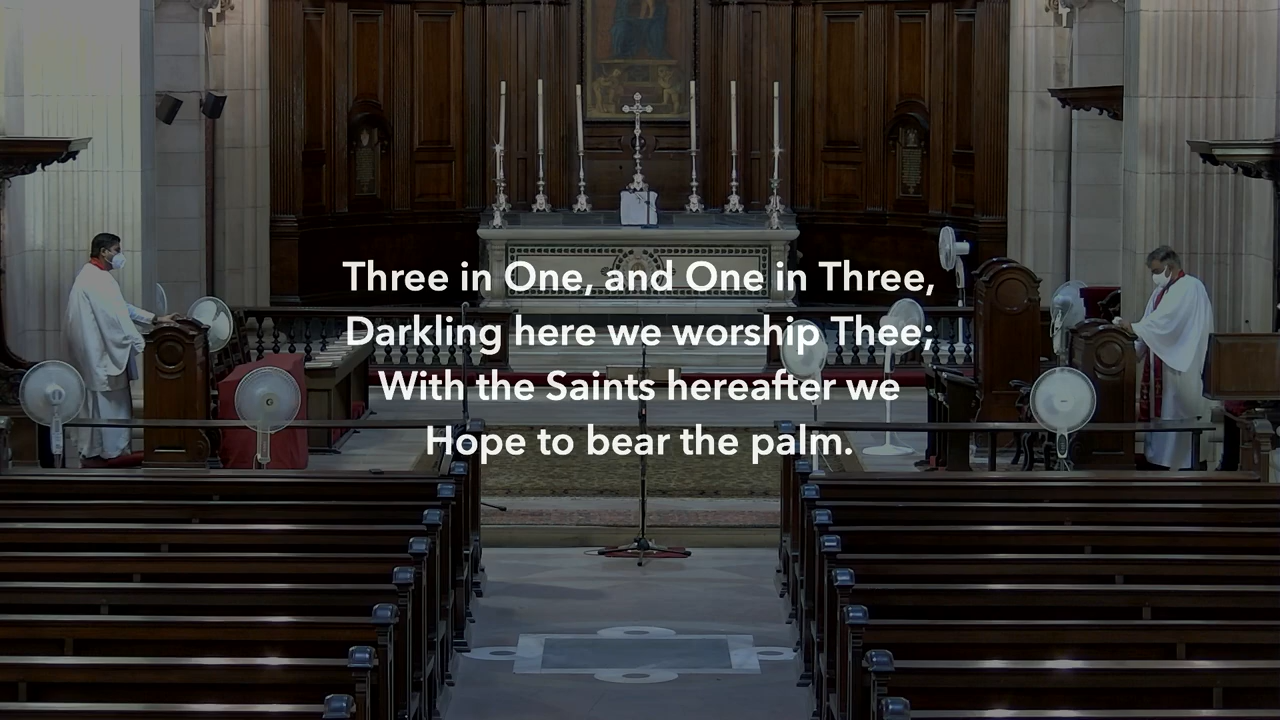 Three in One, and One in Three,
Darkling here we worship Thee;
With the Saints hereafter we
Hope to bear the palm.